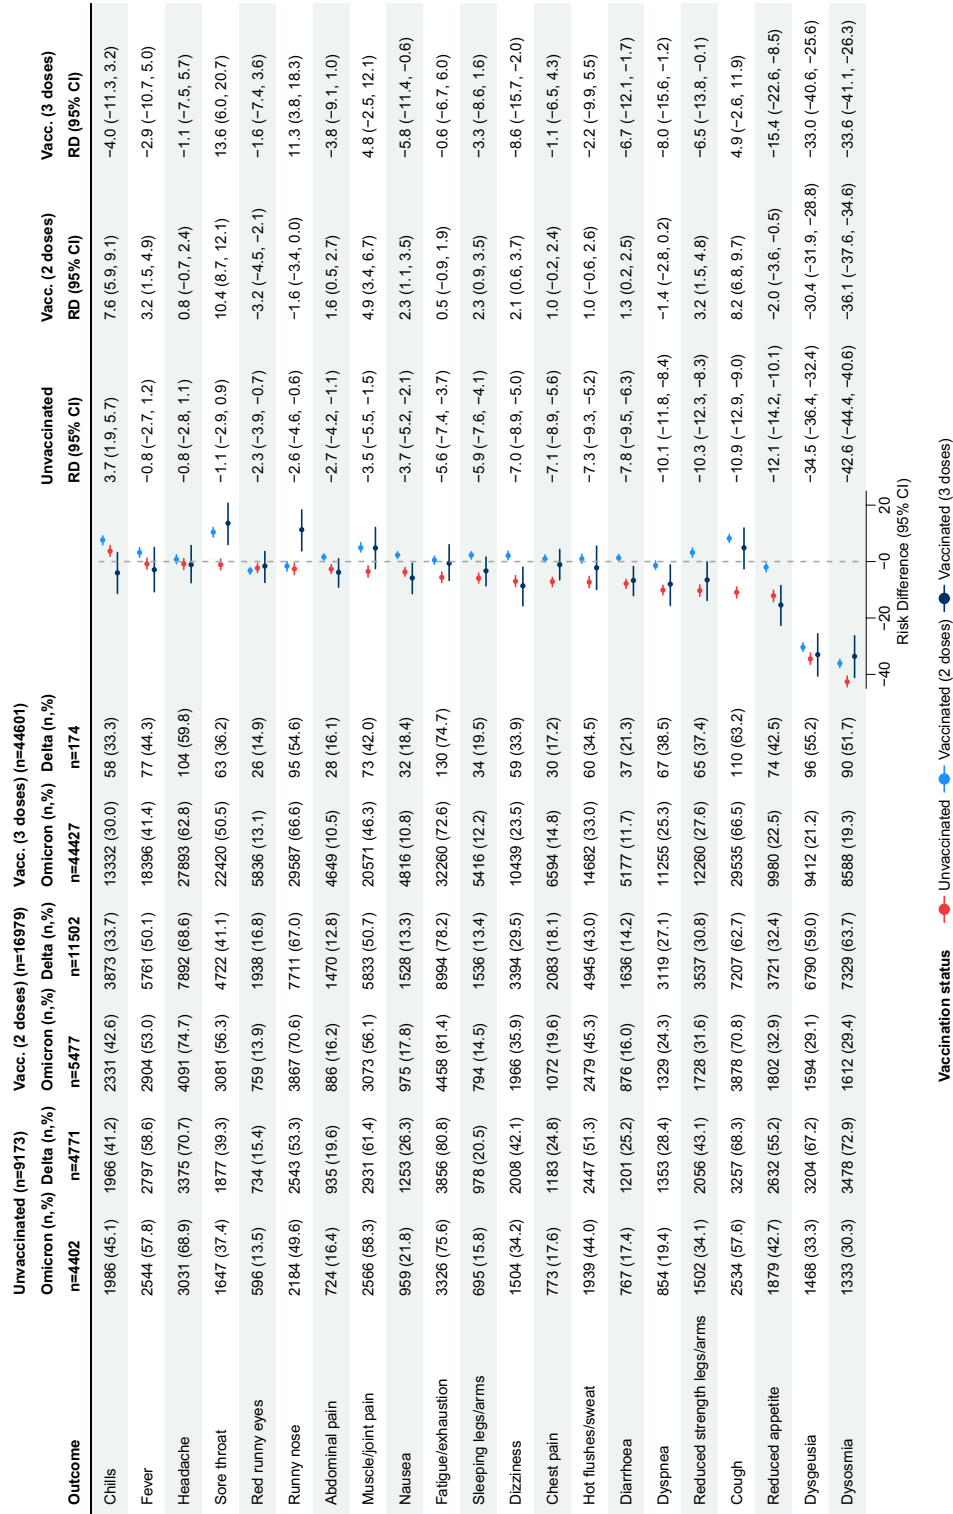 Unvaccinated (n=9173) Vacc. (2 doses) (n=16979) Vacc. (3 doses) (n=44601) Unvaccinated Vacc. (2 doses) Vacc. (3 doses)
Outcome Omicron (n,%) Delta (n,%) Omicron (n,%) Delta (n,%) Omicron (n,%) Delta (n,%) RD (95% CI) RD (95% CI) RD (95% CI)
n=4402 n=4771 n=5477 n=11502 n=44427 n=174
Chills 1986 (45.1) 1966 (41.2) 2331 (42.6) 3873 (33.7) 13332 (30.0) 58 (33.3) 3.7 (1.9, 5.7) 7.6 (5.9, 9.1) −4.0 (−11.3, 3.2)
Fever 2544 (57.8) 2797 (58.6) 2904 (53.0) 5761 (50.1) 18396 (41.4) 77 (44.3) −0.8 (−2.7, 1.2) 3.2 (1.5, 4.9) −2.9 (−10.7, 5.0)
Headache 3031 (68.9) 3375 (70.7) 4091 (74.7) 7892 (68.6) 27893 (62.8) 104 (59.8) −0.8 (−2.8, 1.1) 0.8 (−0.7, 2.4) −1.1 (−7.5, 5.7)
Sore throat 1647 (37.4) 1877 (39.3) 3081 (56.3) 4722 (41.1) 22420 (50.5) 63 (36.2) −1.1 (−2.9, 0.9) 10.4 (8.7, 12.1) 13.6 (6.0, 20.7)
Red runny eyes 596 (13.5) 734 (15.4) 759 (13.9) 1938 (16.8) 5836 (13.1) 26 (14.9) −2.3 (−3.9, −0.7) −3.2 (−4.5, −2.1) −1.6 (−7.4, 3.6)
Runny nose 2184 (49.6) 2543 (53.3) 3867 (70.6) 7711 (67.0) 29587 (66.6) 95 (54.6) −2.6 (−4.6, −0.6) −1.6 (−3.4, 0.0) 11.3 (3.8, 18.3)
Abdominal pain 724 (16.4) 935 (19.6) 886 (16.2) 1470 (12.8) 4649 (10.5) 28 (16.1) −2.7 (−4.2, −1.1) 1.6 (0.5, 2.7) −3.8 (−9.1, 1.0)
Muscle/joint pain 2566 (58.3) 2931 (61.4) 3073 (56.1) 5833 (50.7) 20571 (46.3) 73 (42.0) −3.5 (−5.5, −1.5) 4.9 (3.4, 6.7) 4.8 (−2.5, 12.1)
Nausea 959 (21.8) 1253 (26.3) 975 (17.8) 1528 (13.3) 4816 (10.8) 32 (18.4) −3.7 (−5.2, −2.1) 2.3 (1.1, 3.5) −5.8 (−11.4, −0.6)
Fatigue/exhaustion 3326 (75.6) 3856 (80.8) 4458 (81.4) 8994 (78.2) 32260 (72.6) 130 (74.7) −5.6 (−7.4, −3.7) 0.5 (−0.9, 1.9) −0.6 (−6.7, 6.0)
Sleeping legs/arms 695 (15.8) 978 (20.5) 794 (14.5) 1536 (13.4) 5416 (12.2) 34 (19.5) −5.9 (−7.6, −4.1) 2.3 (0.9, 3.5) −3.3 (−8.6, 1.6)
Dizziness 1504 (34.2) 2008 (42.1) 1966 (35.9) 3394 (29.5) 10439 (23.5) 59 (33.9) −7.0 (−8.9, −5.0) 2.1 (0.6, 3.7) −8.6 (−15.7, −2.0)
Chest pain 773 (17.6) 1183 (24.8) 1072 (19.6) 2083 (18.1) 6594 (14.8) 30 (17.2) −7.1 (−8.9, −5.6) 1.0 (−0.2, 2.4) −1.1 (−6.5, 4.3)
Hot flushes/sweat 1939 (44.0) 2447 (51.3) 2479 (45.3) 4945 (43.0) 14682 (33.0) 60 (34.5) −7.3 (−9.3, −5.2) 1.0 (−0.6, 2.6) −2.2 (−9.9, 5.5)
Diarrhoea 767 (17.4) 1201 (25.2) 876 (16.0) 1636 (14.2) 5177 (11.7) 37 (21.3) −7.8 (−9.5, −6.3) 1.3 (0.2, 2.5) −6.7 (−12.1, −1.7)
Dyspnea 854 (19.4) 1353 (28.4) 1329 (24.3) 3119 (27.1) 11255 (25.3) 67 (38.5) −10.1 (−11.8, −8.4) −1.4 (−2.8, 0.2) −8.0 (−15.6, −1.2)
Reduced strength legs/arms 1502 (34.1) 2056 (43.1) 1728 (31.6) 3537 (30.8) 12260 (27.6) 65 (37.4) −10.3 (−12.3, −8.3) 3.2 (1.5, 4.8) −6.5 (−13.8, −0.1)
Cough 2534 (57.6) 3257 (68.3) 3878 (70.8) 7207 (62.7) 29535 (66.5) 110 (63.2) −10.9 (−12.9, −9.0) 8.2 (6.8, 9.7) 4.9 (−2.6, 11.9)
Reduced appetite 1879 (42.7) 2632 (55.2) 1802 (32.9) 3721 (32.4) 9980 (22.5) 74 (42.5) −12.1 (−14.2, −10.1) −2.0 (−3.6, −0.5) −15.4 (−22.6, −8.5)
Dysgeusia 1468 (33.3) 3204 (67.2) 1594 (29.1) 6790 (59.0) 9412 (21.2) 96 (55.2) −34.5 (−36.4, −32.4) −30.4 (−31.9, −28.8) −33.0 (−40.6, −25.6)
Dysosmia 1333 (30.3) 3478 (72.9) 1612 (29.4) 7329 (63.7) 8588 (19.3) 90 (51.7) −42.6 (−44.4, −40.6) −36.1 (−37.6, −34.6) −33.6 (−41.1, −26.3)
−40 −20 0 20
Risk Difference (95% CI)
Vaccination status Unvaccinated Vaccinated (2 doses) Vaccinated (3 doses)